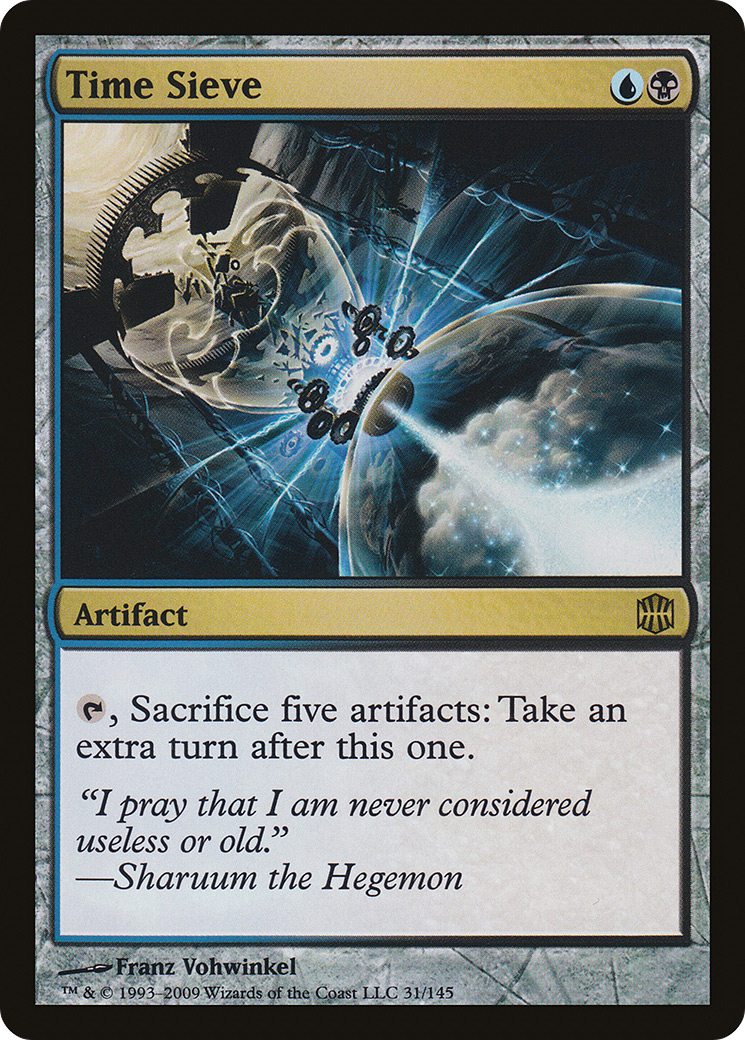 Time Sieve
Artifact
, Sacrifice five artifacts: Take an
extra turn after this one.
“I pray that I am never considered
useless or old.”
—Sharuum the Hegemon
Franz Vohwinkel
™ & © 1993–2009 Wizards of the Coast LLC 31/145